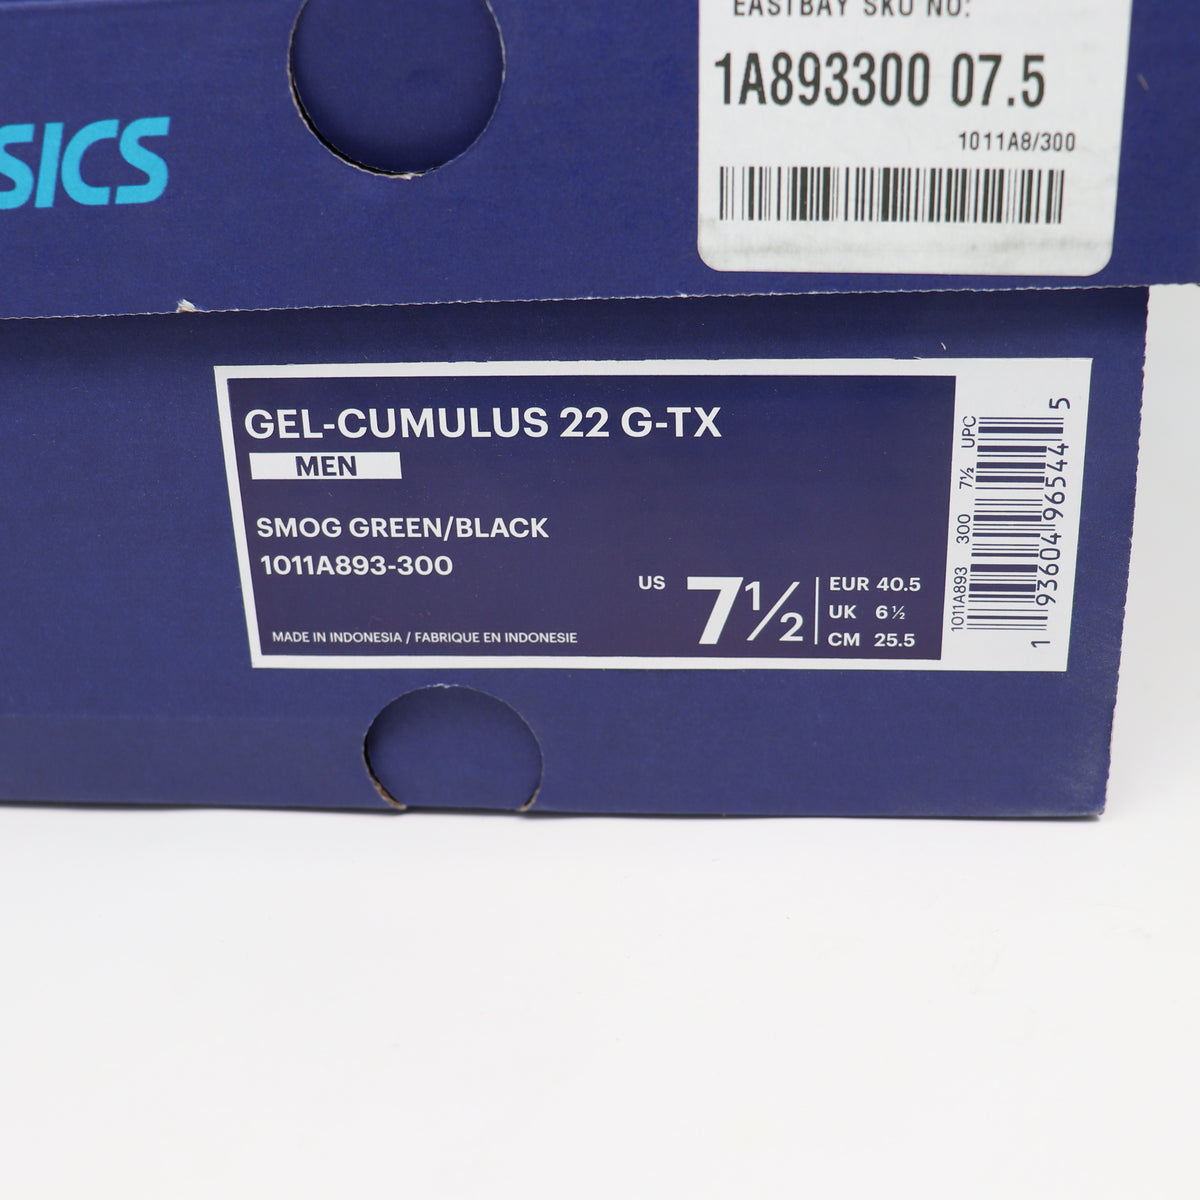 EASTBAY SKU NO:
1A893300 07.5
1011A8/300
SICS
GEL-CUMULUS 22 G-TX
MEN
SMOG GREEN/BLACK
1011A893-300
US 7½
EUR 40.5
UK 6½
CM 25.5
MADE IN INDONESIA / FABRIQUE EN INDONESIE
1011A893 300 7½ UPC
1 93604 96544 5